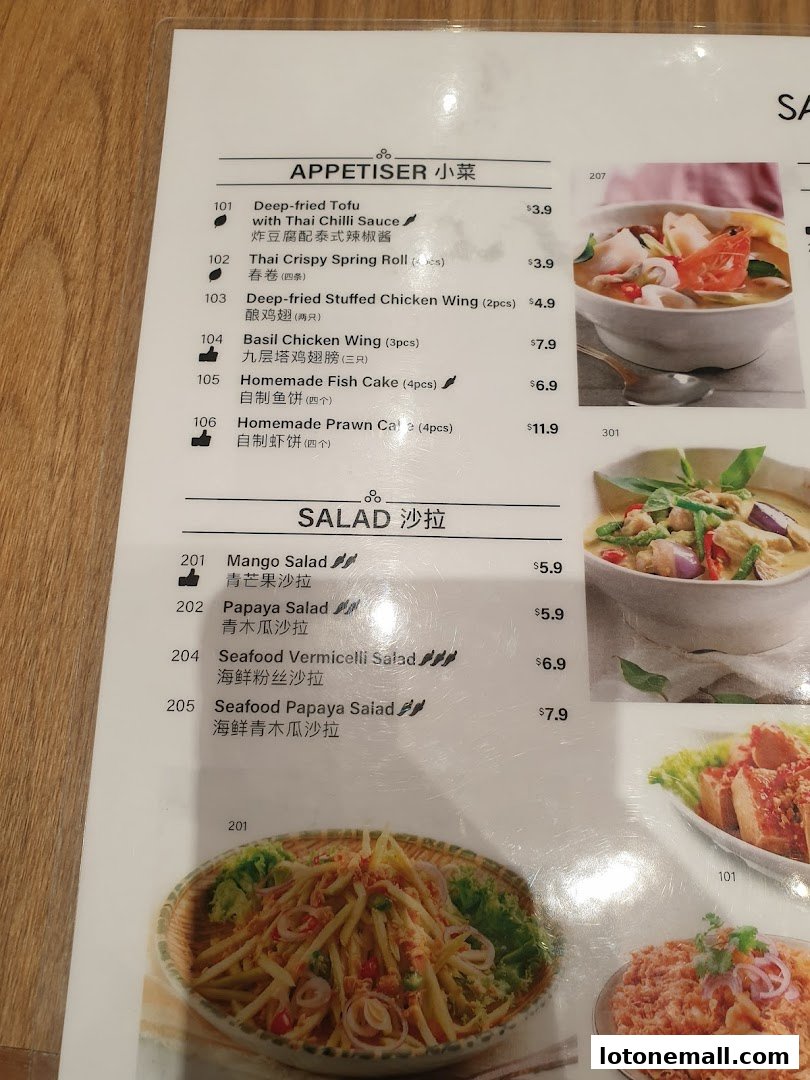 SA
APPETISER 小菜
101 Deep-fried Tofu
with Thai Chilli Sauce $3.9
炸豆腐配泰式辣椒酱
102 Thai Crispy Spring Roll $3.9
春卷(四条)
103 Deep-fried Stuffed Chicken Wing (2pcs) $4.9
酿鸡翅(两只)
104 Basil Chicken Wing (3pcs) $7.9
九层塔鸡翅膀(三只)
105 Homemade Fish Cake (4pcs) $6.9
自制鱼饼(四个)
106 Homemade Prawn Cake (4pcs) $11.9
自制虾饼(四个)
SALAD 沙拉
201 Mango Salad $5.9
青芒果沙拉
202 Papaya Salad $5.9
青木瓜沙拉
204 Seafood Vermicelli Salad $6.9
海鲜粉丝沙拉
205 Seafood Papaya Salad $7.9
海鲜青木瓜沙拉
207
301
201
101
lotonemall.com